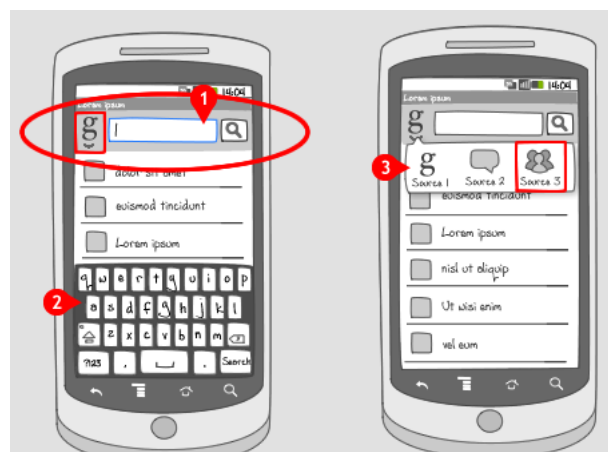 14:04
Lorem ipsum
1
g
dolor sit amet
euismod tincidunt
Lorem ipsum
2
q w e r t y u i o p
a s d f g h j k l
z x c v b n m
?123 , . Search
14:04
Lorem ipsum
g
3
g
Source 1 Source 2 Source 3
euismod tincidunt
Lorem ipsum
nisl ut aliquip
Ut wisi enim
vel eum